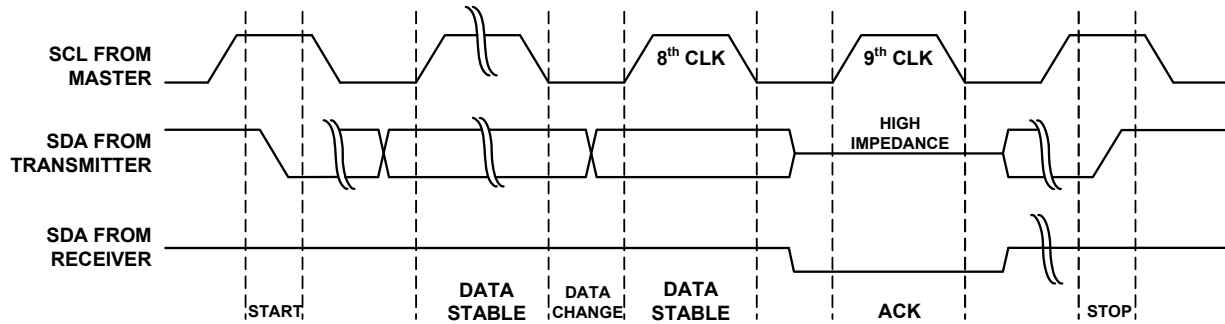 SCL FROM
MASTER
8th CLK
9th CLK
SDA FROM
TRANSMITTER
HIGH
IMPEDANCE
SDA FROM
RECEIVER
START
DATA
STABLE
DATA
CHANGE
DATA
STABLE
ACK
STOP